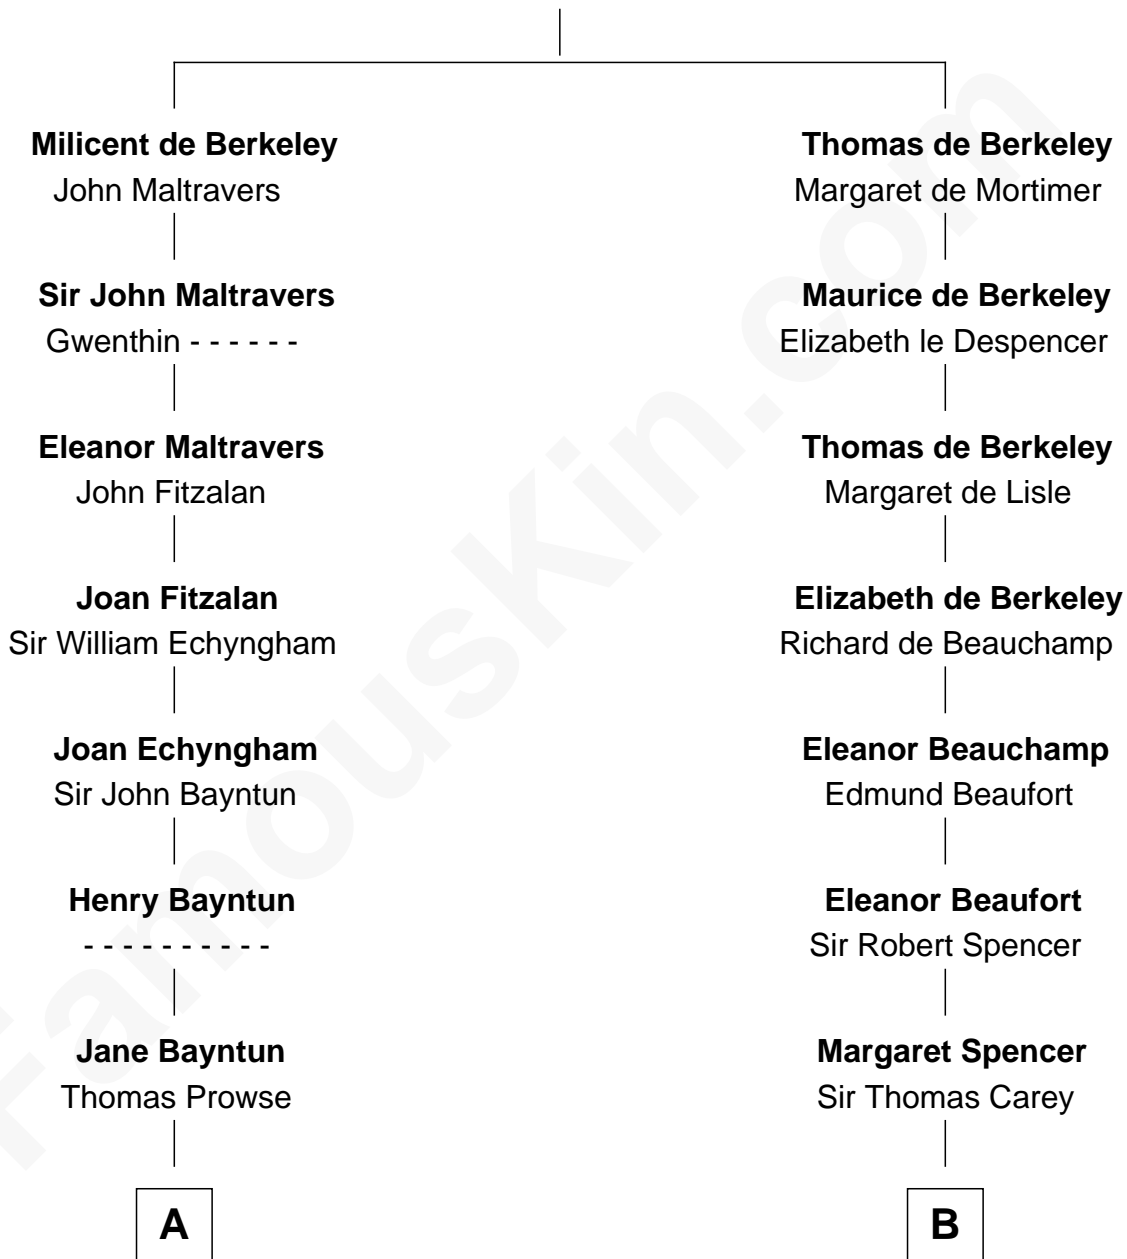 Milicent de Berkeley
John Maltravers
Sir John Maltravers
Gwenthin - - - - - -
Eleanor Maltravers
John Fitzalan
Joan Fitzalan
Sir William Echyngham
Joan Echyngham
Sir John Bayntun
Henry Bayntun
- - - - - - - - - -
Jane Bayntun
Thomas Prowse
A
Thomas de Berkeley
Margaret de Mortimer
Maurice de Berkeley
Elizabeth le Despencer
Thomas de Berkeley
Margaret de Lisle
Elizabeth de Berkeley
Richard de Beauchamp
Eleanor Beauchamp
Edmund Beaufort
Eleanor Beaufort
Sir Robert Spencer
Margaret Spencer
Sir Thomas Carey
B
FamousKin.com